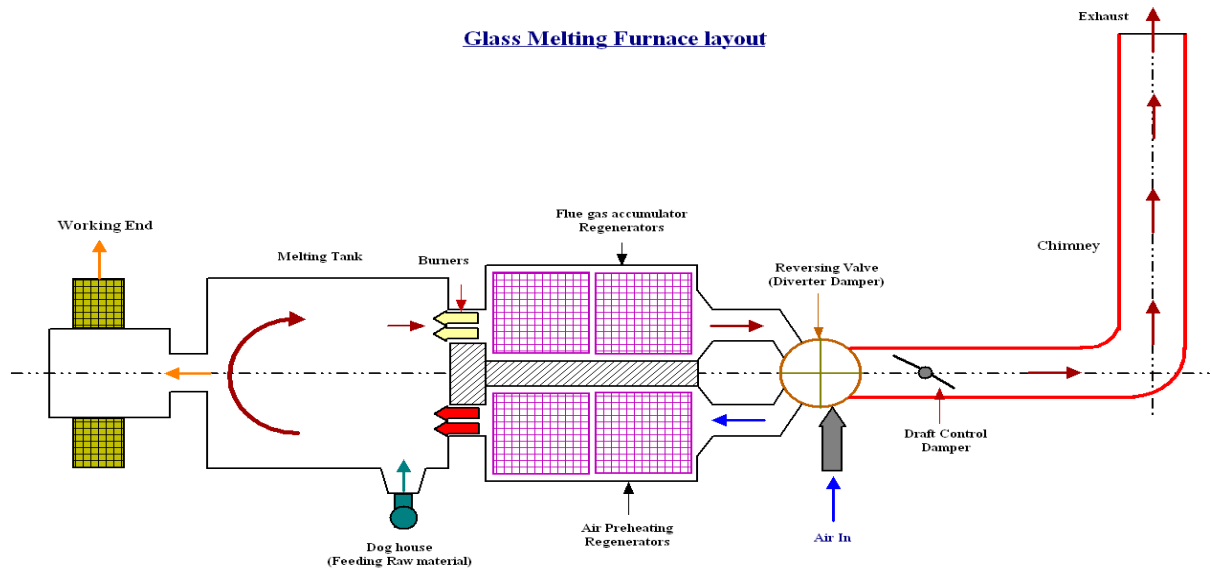 Glass Melting Furnace layout
Exhaust
Flue gas accumulator
Regenerators
Working End
Melting Tank
Burners
Reversing Valve
(Diverter Damper)
Chimney
Draft Control
Damper
Air Preheating
Regenerators
Air In
Dog house
(Feeding Raw material)